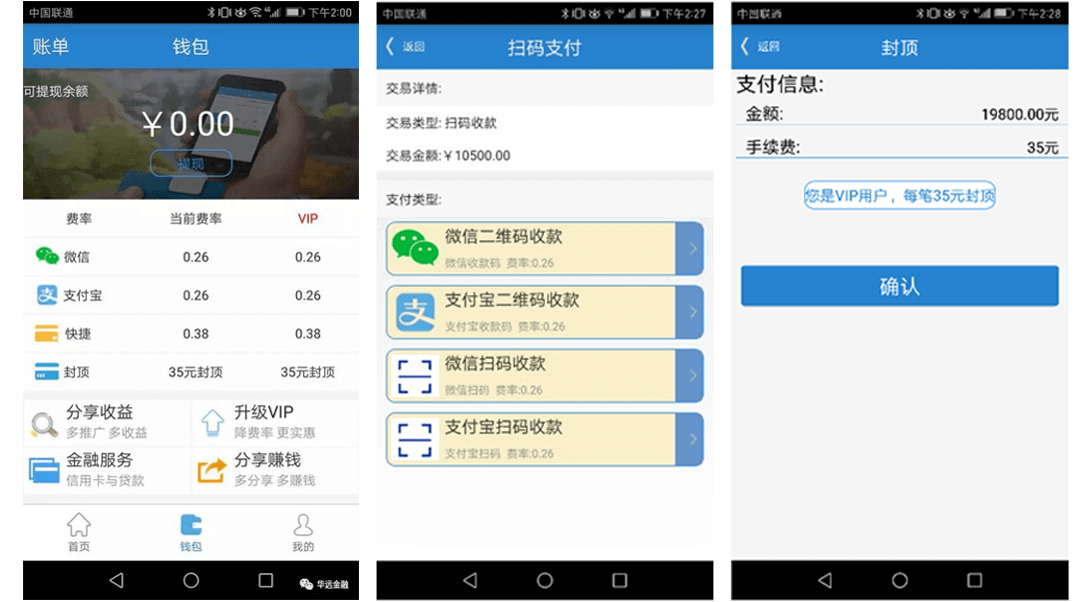 中国联通 下午2:00
账单 钱包
可提现余额
￥0.00
提现
费率 当前费率 VIP
微信 0.26 0.26
支付宝 0.26 0.26
快捷 0.38 0.38
封顶 35元封顶 35元封顶
分享收益
多推广 多收益
升级VIP
降费率 更实惠
金融服务
信用卡与贷款
分享赚钱
多分享 多赚钱
首页 钱包 我的
华远金融
中国联通 下午2:27
返回 扫码支付
交易详情:
交易类型: 扫码收款
交易金额:￥10500.00
支付类型:
微信二维码收款
微信收款码 费率:0.26
支付宝二维码收款
支付宝收款码 费率:0.26
微信扫码收款
微信扫码 费率:0.26
支付宝扫码收款
支付宝扫码 费率:0.26
中国联通 下午2:28
返回 封顶
支付信息:
金额: 19800.00元
手续费: 35元
您是VIP用户，每笔35元封顶
确认